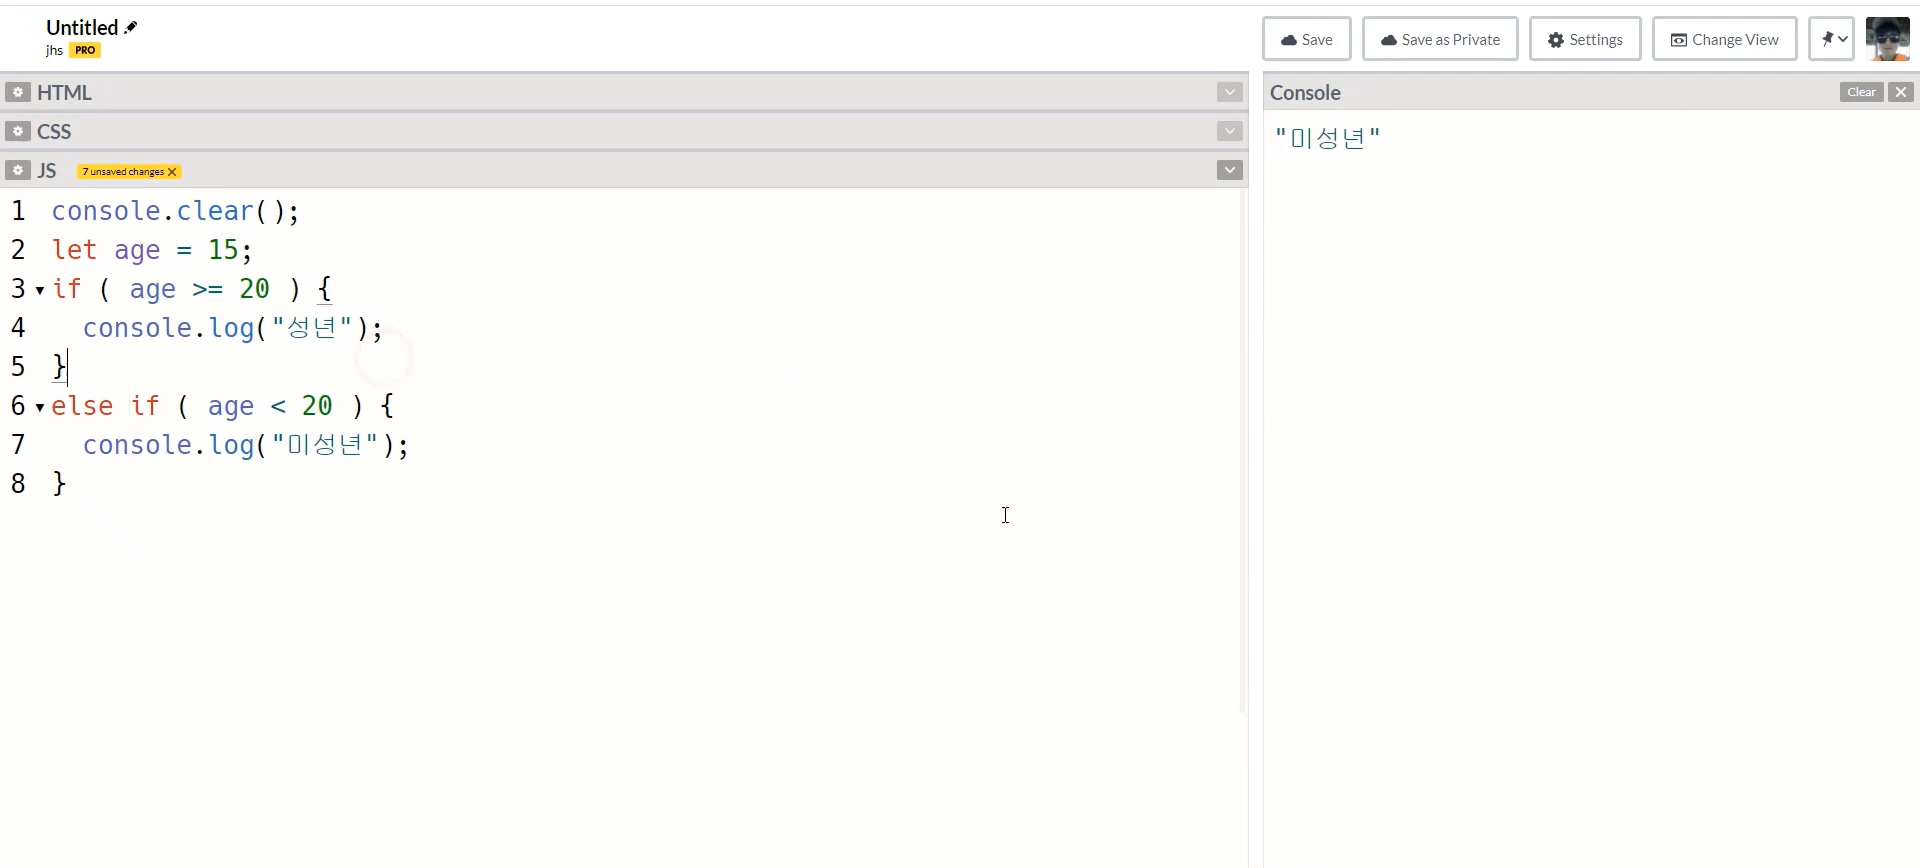 Untitled
jhs PRO
Save
Save as Private
Settings
Change View
HTML
CSS
JS 7 unsaved changes
1 console.clear();
2 let age = 15;
3 if ( age >= 20 ) {
4 console.log("성년");
5 }
6 else if ( age < 20 ) {
7 console.log("미성년");
8 }
Console
Clear
"미성년"